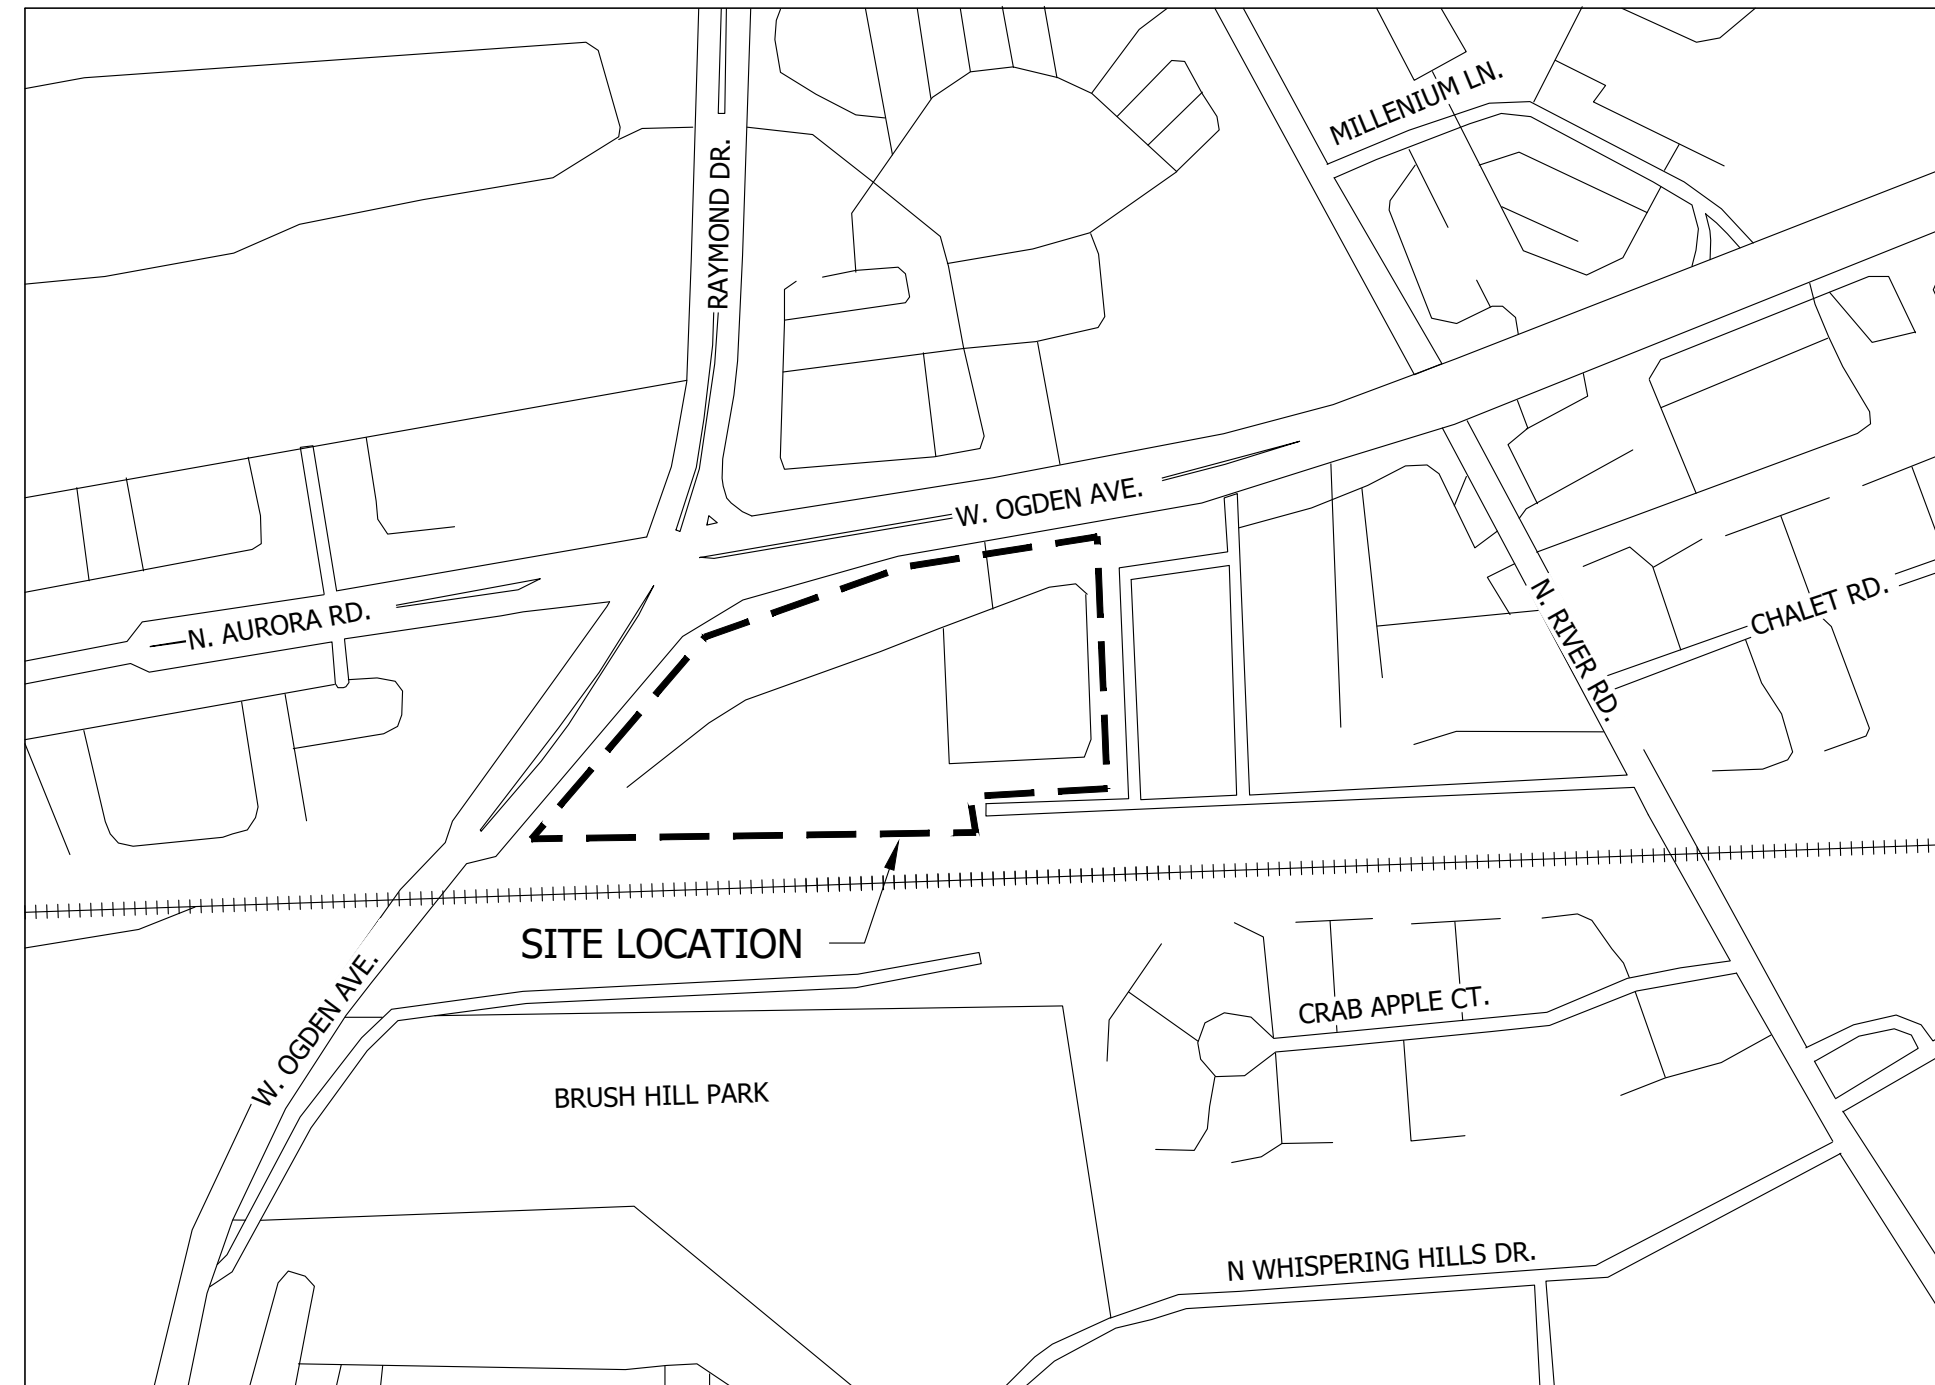 MILLENIUM LN.
RAYMOND DR.
W. OGDEN AVE.
N. AURORA RD.
N. RIVER RD.
CHALET RD.
SITE LOCATION
W. OGDEN AVE.
CRAB APPLE CT.
BRUSH HILL PARK
N WHISPERING HILLS DR.